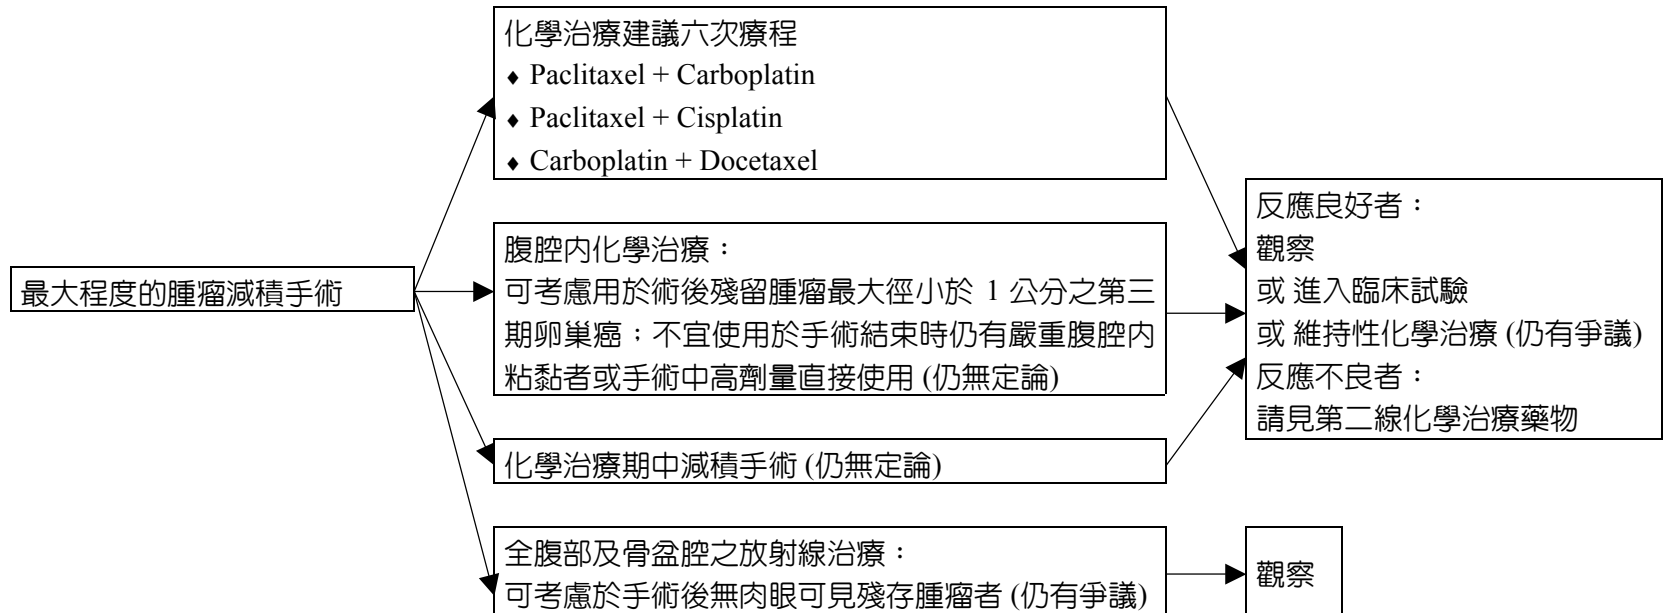 化學治療建議六次療程
♦ Paclitaxel + Carboplatin
♦ Paclitaxel + Cisplatin
♦ Carboplatin + Docetaxel
最大程度的腫瘤減積手術
腹腔內化學治療：
可考慮用於術後殘留腫瘤最大徑小於 1 公分之第三
期卵巢癌；不宜使用於手術結束時仍有嚴重腹腔內
粘黏者或手術中高劑量直接使用 (仍無定論)
化學治療期中減積手術 (仍無定論)
全腹部及骨盆腔之放射線治療：
可考慮於手術後無肉眼可見殘存腫瘤者 (仍有爭議)
反應良好者：
觀察
或 進入臨床試驗
或 維持性化學治療 (仍有爭議)
反應不良者：
請見第二線化學治療藥物
觀察